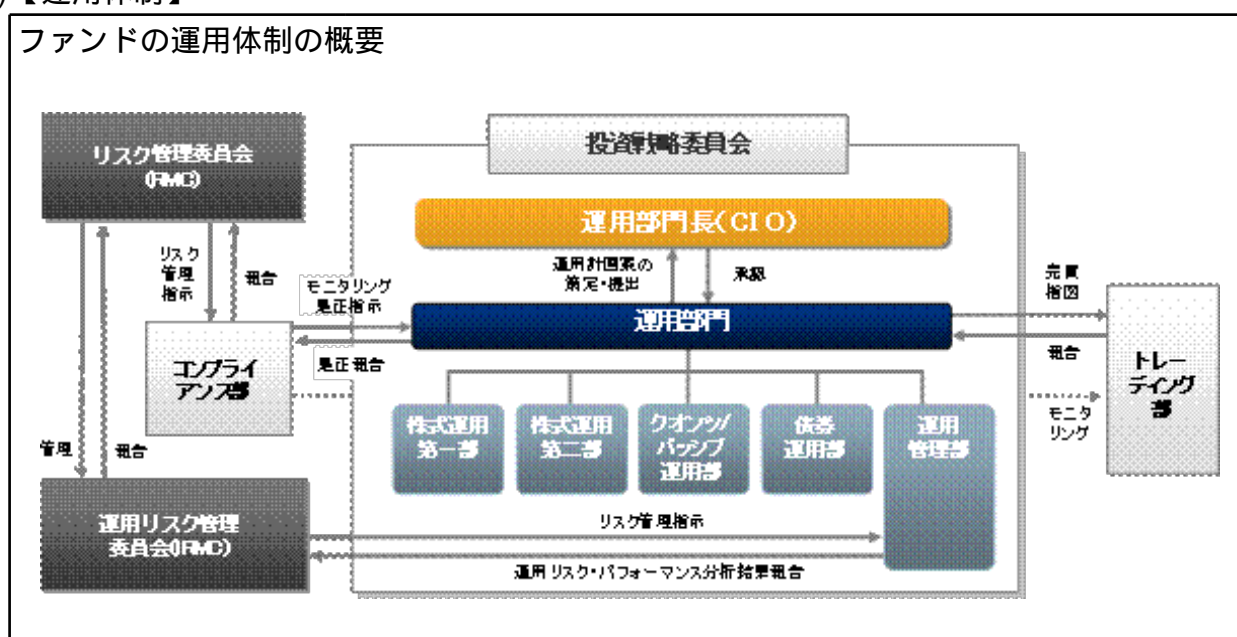 )【運用体制】
ファンドの運用体制の概要
投資戦略委員会
リスク管理委員会
(RMC)
運用部門長(CIO)
リスク
管理
指示
報告
運用計画案の
策定・提出
承認
モニタリング
是正指示
運用部門
売買
指図
是正報告
報告
コンプライ
アンス部
トレー
ディング
部
株式運用
第一部
株式運用
第二部
クオンツ/
パッシブ
運用部
債券
運用部
運用
管理部
モニタ
リング
管理
報告
運用リスク管理
委員会(IRMC)
リスク管理指示
運用リスク・パフォーマンス分析結果報告